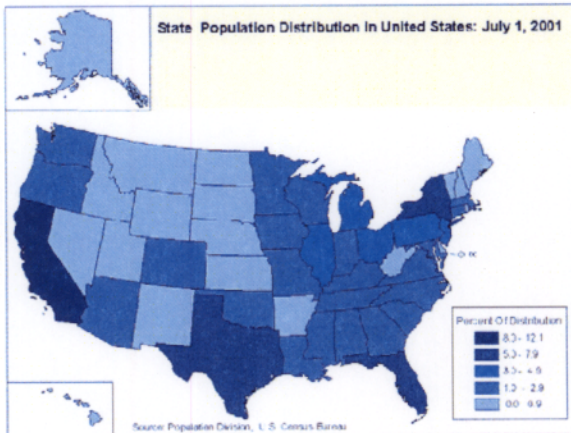 State Population Distribution in United States: July 1, 2001
DC
Percent Of Distribution
8.0 - 12.1
5.0 - 7.9
3.0 - 4.9
1.0 - 2.9
0.0 - 0.9
Source: Population Division, U.S. Census Bureau